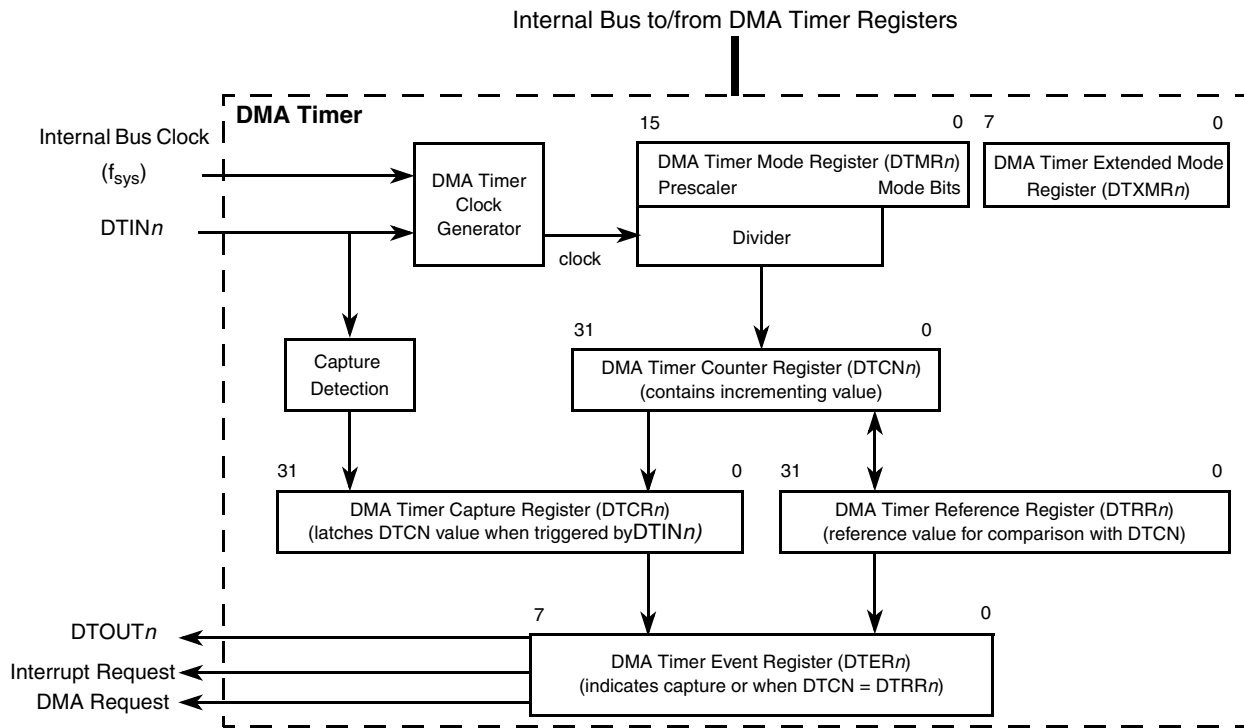 Internal Bus to/from DMA Timer Registers
DMA Timer
Internal Bus Clock
(fsys)
DTINn
DMA Timer
Clock
Generator
clock
15 0
DMA Timer Mode Register (DTMRn)
Prescaler Mode Bits
Divider
7 0
DMA Timer Extended Mode
Register (DTXMRn)
Capture
Detection
31 0
DMA Timer Counter Register (DTCNn)
(contains incrementing value)
31 0
DMA Timer Capture Register (DTCRn)
(latches DTCN value when triggered byDTINn)
31 0
DMA Timer Reference Register (DTRRn)
(reference value for comparison with DTCN)
7 0
DMA Timer Event Register (DTERn)
(indicates capture or when DTCN = DTRRn)
DTOUTn
Interrupt Request
DMA Request